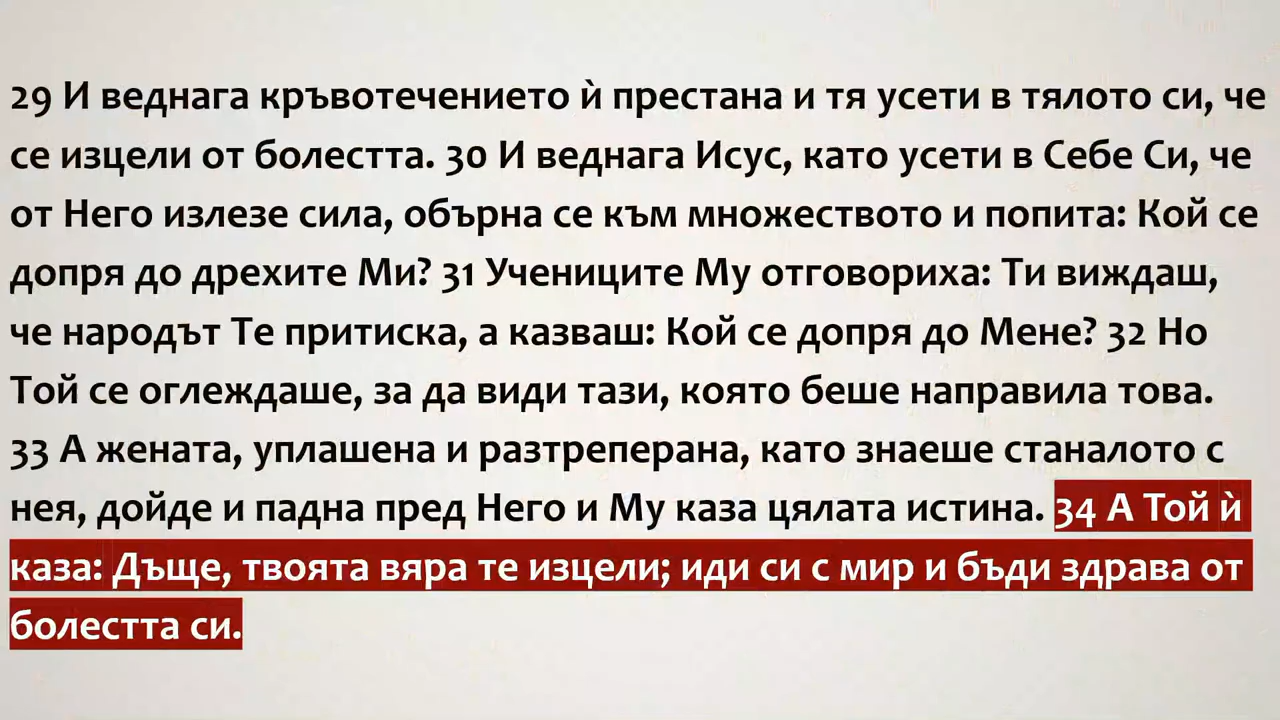 29 И веднага кръвотечението ѝ престана и тя усети в тялото си, че
се изцели от болестта. 30 И веднага Исус, като усети в Себе Си, че
от Него излезе сила, обърна се към множеството и попита: Кой се
допря до дрехите Ми? 31 Учениците Му отговориха: Ти виждаш,
че народът Те притиска, а казваш: Кой се допря до Мене? 32 Но
Той се оглеждаше, за да види тази, която беше направила това.
33 А жената, уплашена и разтреперана, като знаеше станалото с
нея, дойде и падна пред Него и Му каза цялата истина. 34 А Той ѝ
каза: Дъще, твоята вяра те изцели; иди си с мир и бъди здрава от
болестта си.